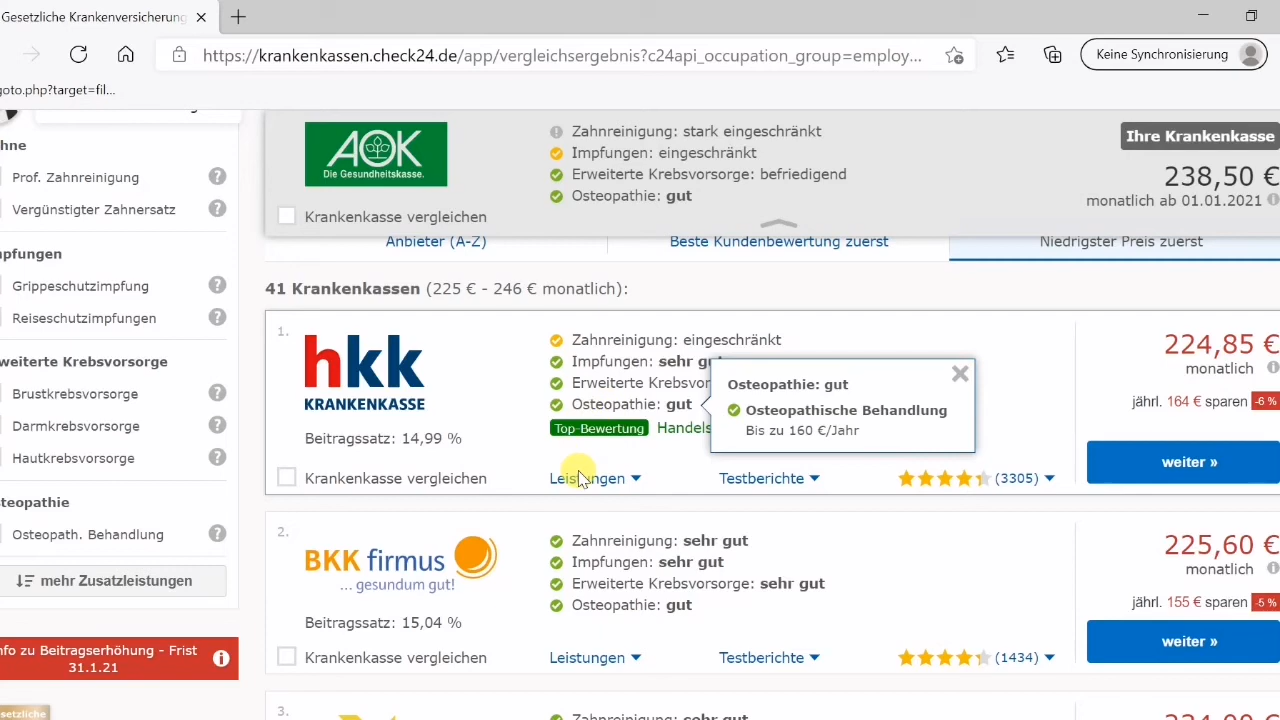 Gesetzliche Krankenversicherung
https://krankenkassen.check24.de/app/vergleichsergebnis?c24api_occupation_group=employ...
Keine Synchronisierung
goto.php?target=fil...
hne
Prof. Zahnreinigung
Vergünstigter Zahnersatz
npfungen
Grippeschutzimpfung
Reiseschutzimpfungen
weiterte Krebsvorsorge
Brustkrebsvorsorge
Darmkrebsvorsorge
Hautkrebsvorsorge
steopathie
Osteopath. Behandlung
mehr Zusatzleistungen
nfo zu Beitragserhöhung - Frist
31.1.21
setzliche
AOK
Die Gesundheitskasse.
Krankenkasse vergleichen
Zahnreinigung: stark eingeschränkt
Impfungen: eingeschränkt
Erweiterte Krebsvorsorge: befriedigend
Osteopathie: gut
Ihre Krankenkasse
238,50 €
monatlich ab 01.01.2021
Anbieter (A-Z)
Beste Kundenbewertung zuerst
Niedrigster Preis zuerst
41 Krankenkassen (225 € - 246 € monatlich):
1.
hkk
KRANKENKASSE
Beitragssatz: 14,99 %
Krankenkasse vergleichen
Zahnreinigung: eingeschränkt
Impfungen: sehr gut
Erweiterte Krebsvor
Osteopathie: gut
Top-Bewertung Handels
Osteopathie: gut
Osteopathische Behandlung
Bis zu 160 €/Jahr
Leistungen
Testberichte
(3305)
224,85 €
monatlich
jährl. 164 € sparen -6 %
weiter »
2.
BKK firmus
... gesundum gut!
Beitragssatz: 15,04 %
Krankenkasse vergleichen
Zahnreinigung: sehr gut
Impfungen: sehr gut
Erweiterte Krebsvorsorge: sehr gut
Osteopathie: gut
Leistungen
Testberichte
(1434)
225,60 €
monatlich
jährl. 155 € sparen -5 %
weiter »
3.
Zahnreinigung: sehr gut